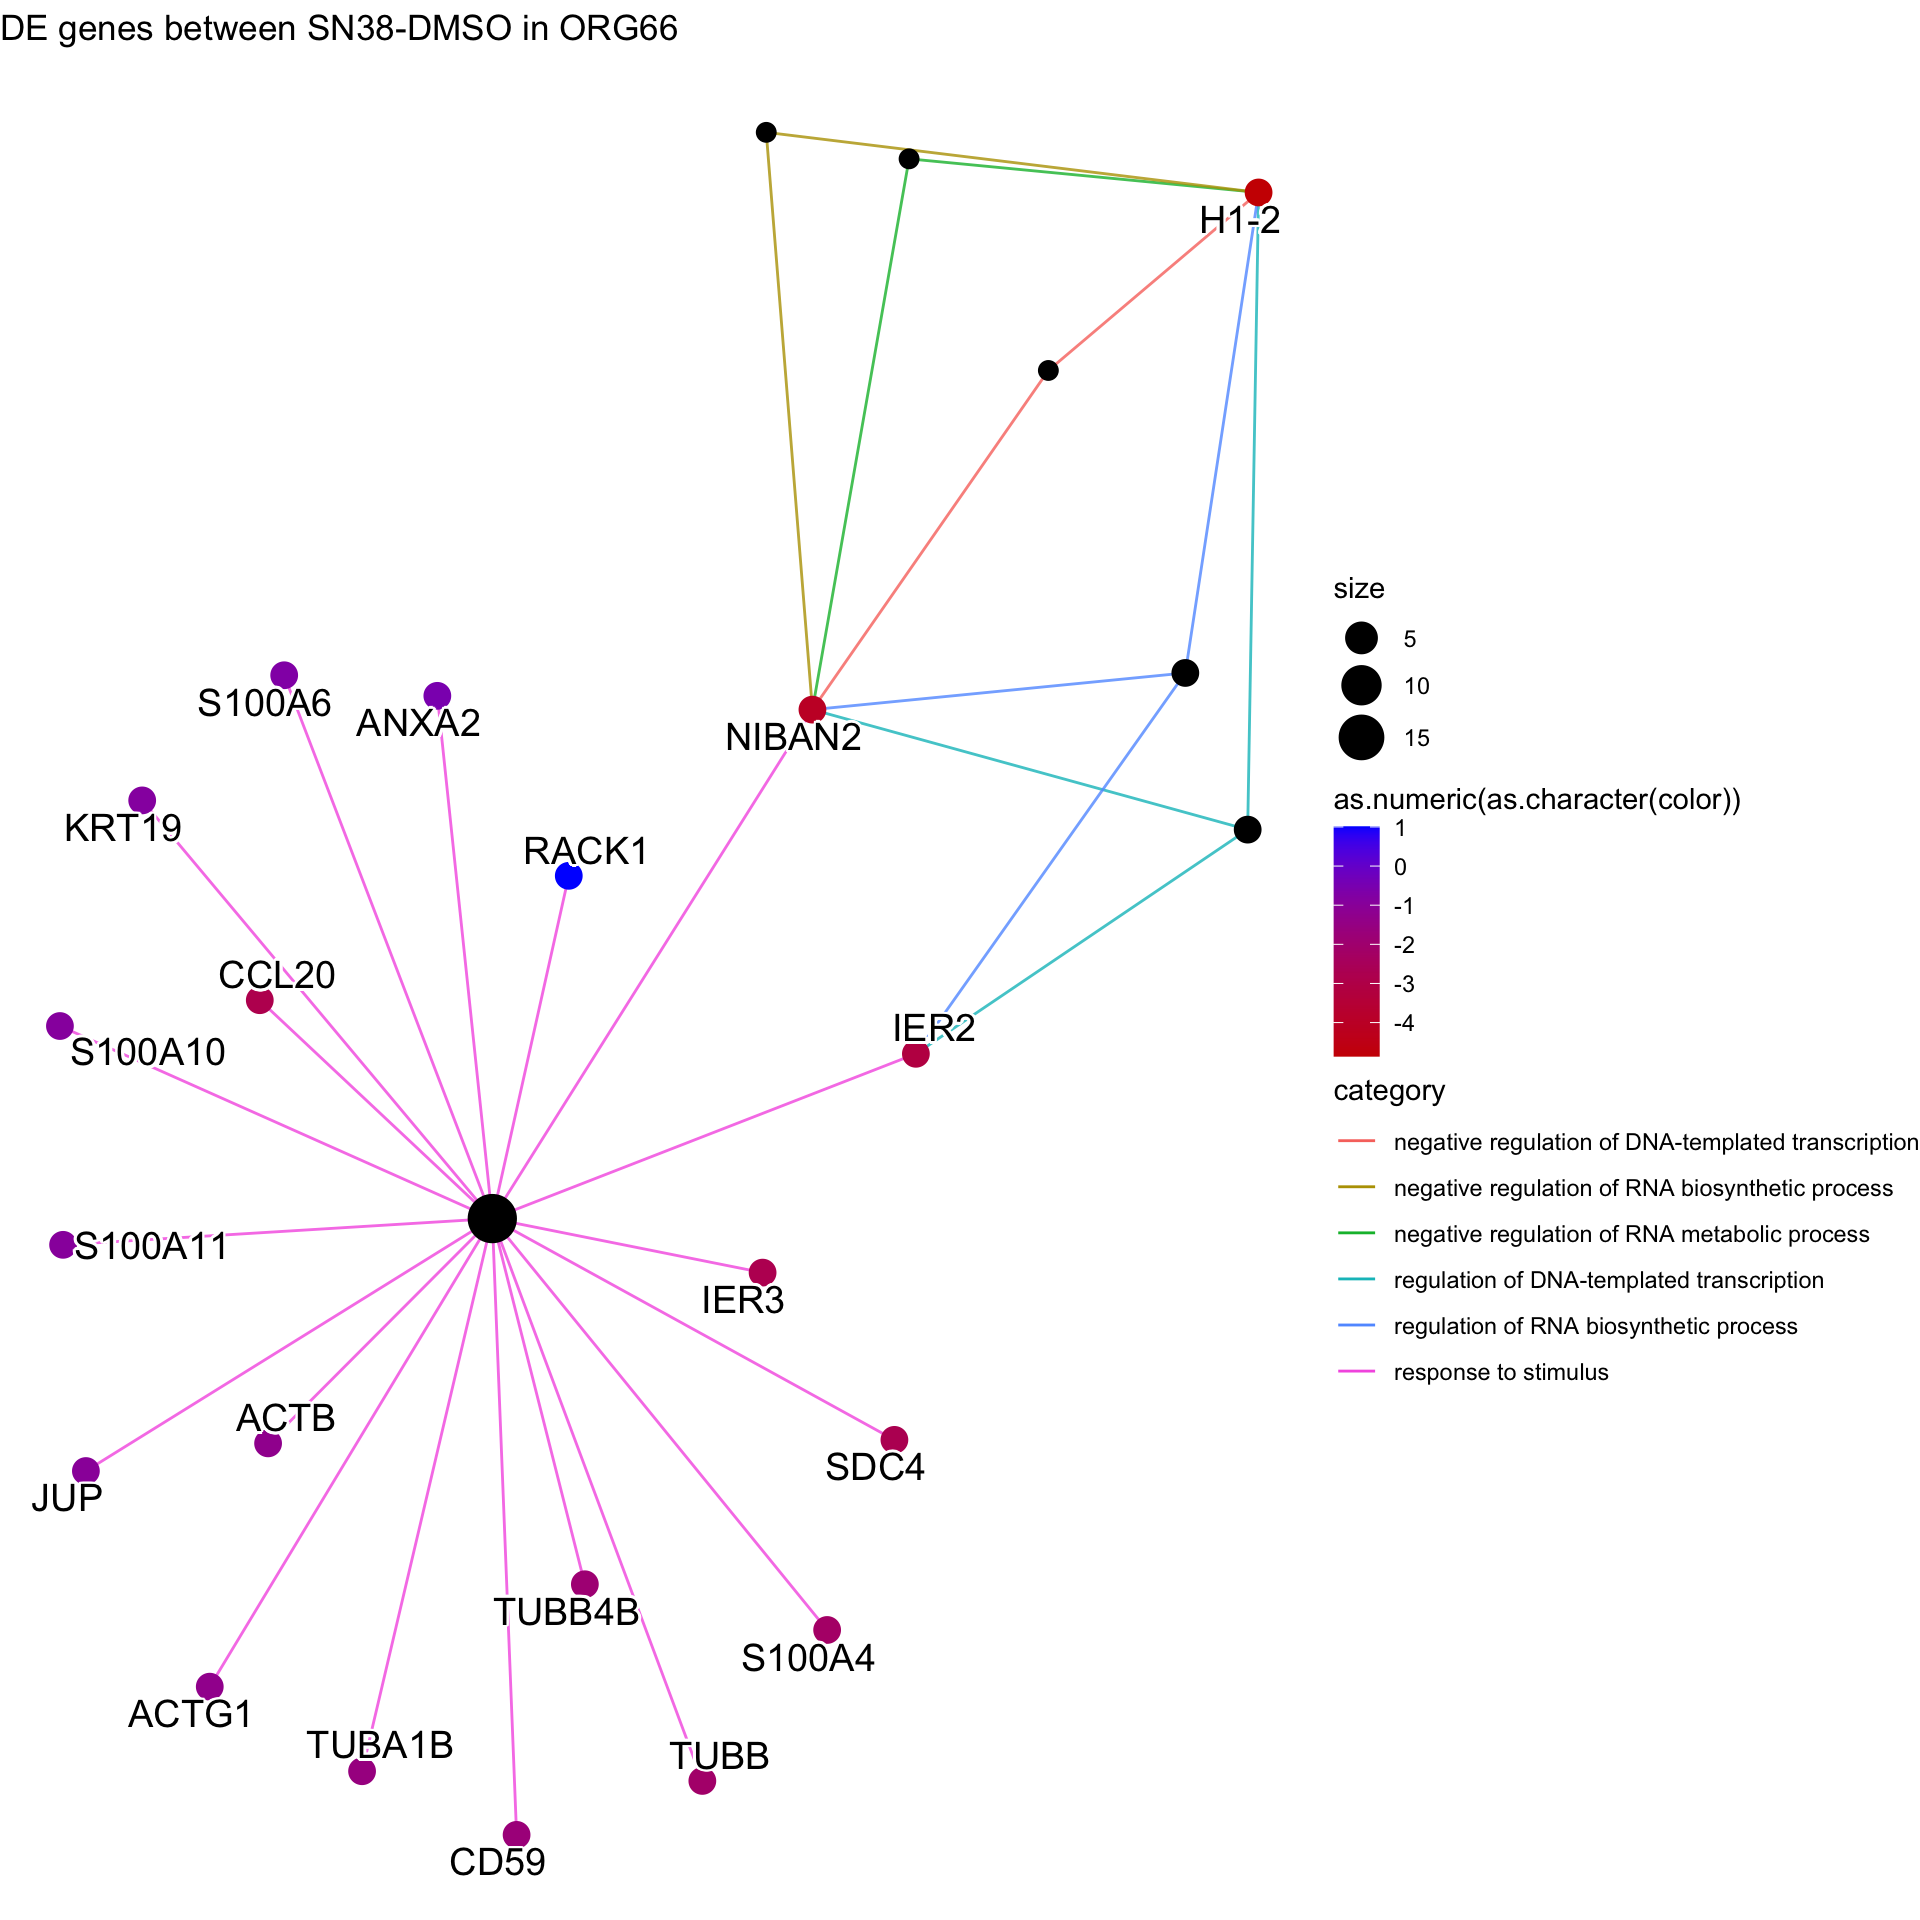 DE genes between SN38-DMSO in ORG66
H1-2
S100A6
ANXA2
NIBAN2
KRT19
RACK1
CCL20
S100A10
IER2
S100A11
IER3
ACTB
SDC4
JUP
TUBB4B
S100A4
ACTG1
TUBA1B
TUBB
CD59
size
5
10
15
as.numeric(as.character(color))
1
0
-1
-2
-3
-4
category
negative regulation of DNA-templated transcription
negative regulation of RNA biosynthetic process
negative regulation of RNA metabolic process
regulation of DNA-templated transcription
regulation of RNA biosynthetic process
response to stimulus